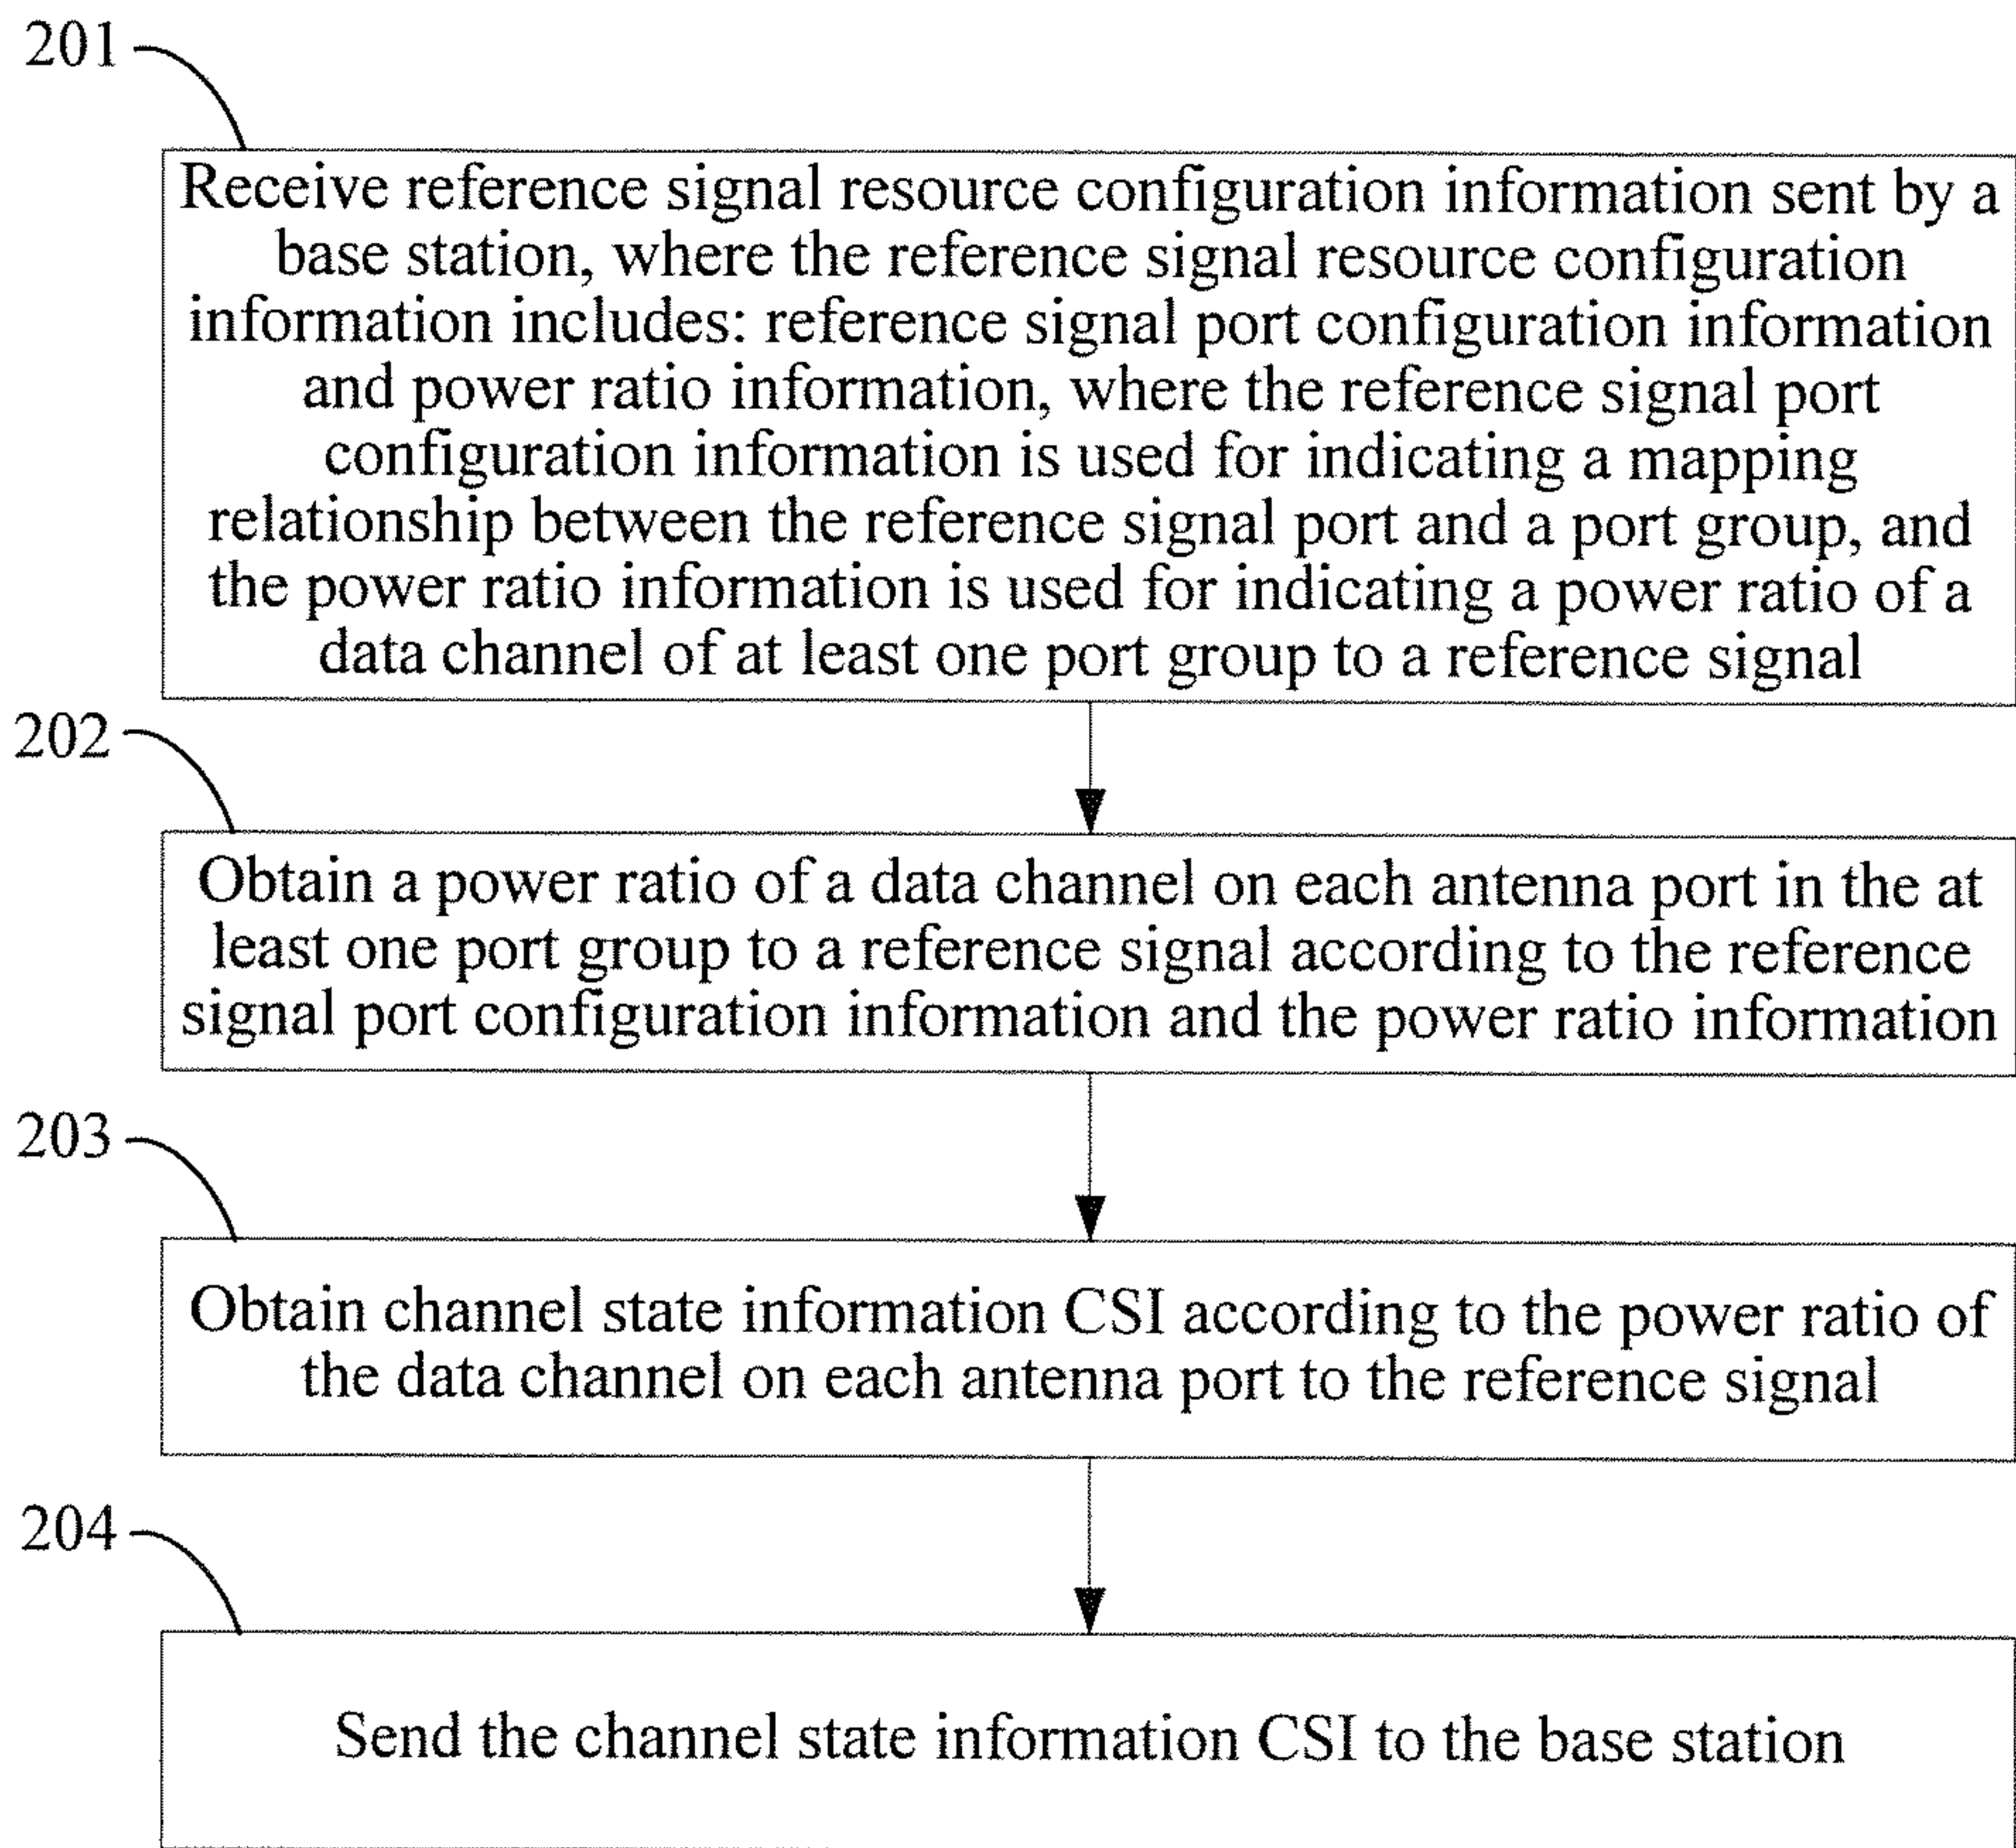 201
Receive reference signal resource configuration information sent by a
base station, where the reference signal resource configuration
information includes: reference signal port configuration information
and power ratio information, where the reference signal port
configuration information is used for indicating a mapping
relationship between the reference signal port and a port group, and
the power ratio information is used for indicating a power ratio of a
data channel of at least one port group to a reference signal
202
Obtain a power ratio of a data channel on each antenna port in the at
least one port group to a reference signal according to the reference
signal port configuration information and the power ratio information
203
Obtain channel state information CSI according to the power ratio of
the data channel on each antenna port to the reference signal
204
Send the channel state information CSI to the base station